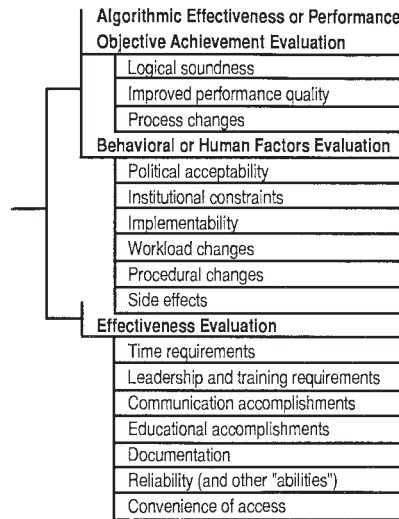 Algorithmic Effectiveness or Performance
Objective Achievement Evaluation
Logical soundness
Improved performance quality
Process changes
Behavioral or Human Factors Evaluation
Political acceptability
Institutional constraints
Implementability
Workload changes
Procedural changes
Side effects
Effectiveness Evaluation
Time requirements
Leadership and training requirements
Communication accomplishments
Educational accomplishments
Documentation
Reliability (and other "abilities")
Convenience of access